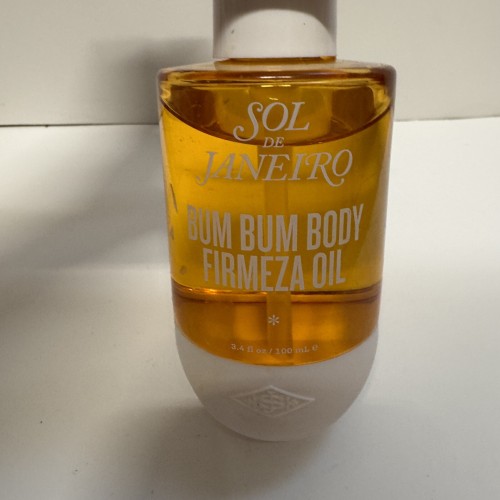 SOL
DE
JANEIRO
BUM BUM BODY
FIRMEZA OIL
*
3.4 fl oz / 100 mL e